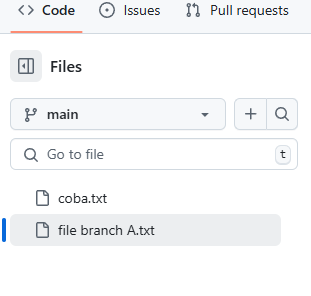 Code Issues Pull requests
Files
main
Go to file t
coba.txt
file branch A.txt